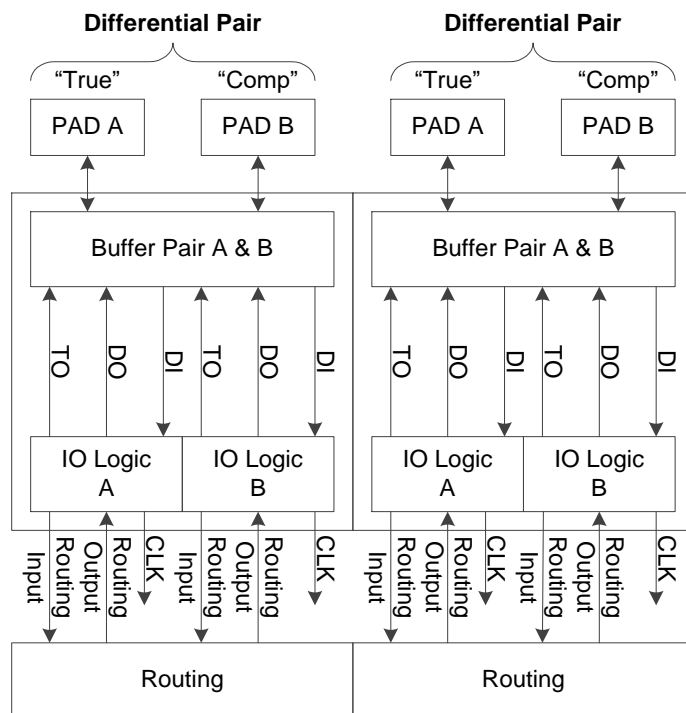 Differential Pair Differential Pair
“True” “Comp” “True” “Comp”
PAD A PAD B PAD A PAD B
Buffer Pair A & B Buffer Pair A & B
TO DO DI TO DO DI TO DO DI TO DO DI
IO Logic A IO Logic B IO Logic A IO Logic B
Routing Input Routing Output CLK Routing Input Routing Output CLK Routing Input Routing Output CLK Routing Input Routing Output CLK
Routing Routing